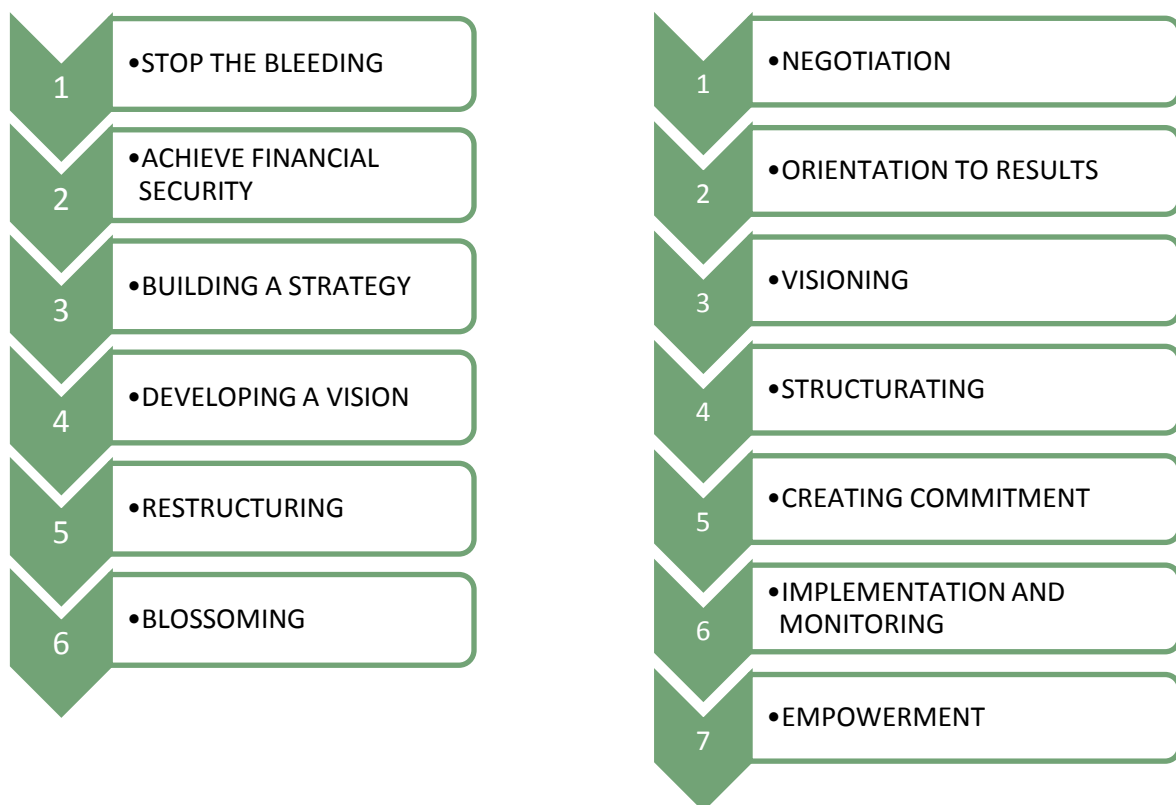 1
•STOP THE BLEEDING
2
•ACHIEVE FINANCIAL
SECURITY
3
•BUILDING A STRATEGY
4
•DEVELOPING A VISION
5
•RESTRUCTURING
6
•BLOSSOMING
1
•NEGOTIATION
2
•ORIENTATION TO RESULTS
3
•VISIONING
4
•STRUCTURATING
5
•CREATING COMMITMENT
6
•IMPLEMENTATION AND
MONITORING
7
•EMPOWERMENT